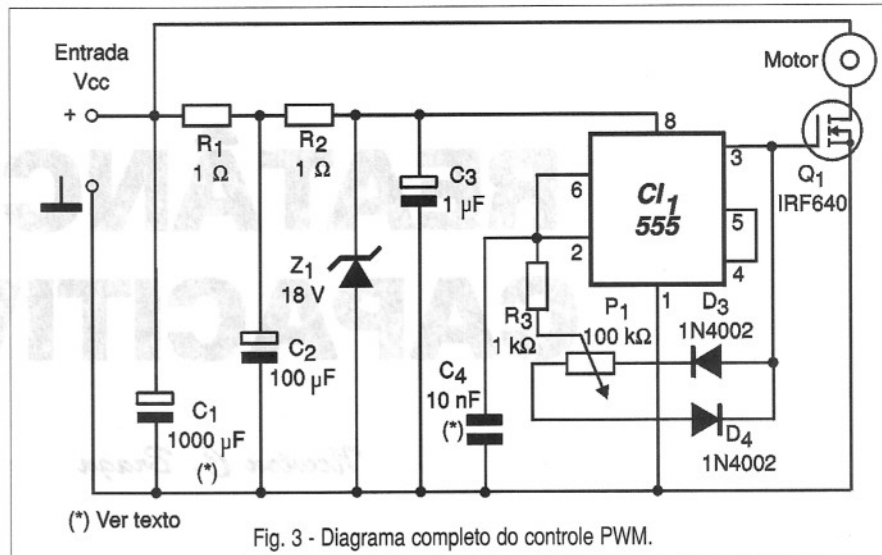 Entrada
Vcc
+
R1
1 Ω
R2
1 Ω
C3
1 µF
Z1
18 V
C2
100 µF
C1
1000 µF
(*)
8
6
2
3
5
4
1
CI1
555
Motor
Q1
IRF640
R3
1 kΩ
P1
100 kΩ
D3
1N4002
D4
1N4002
C4
10 nF
(*)
(*) Ver texto
Fig. 3 - Diagrama completo do controle PWM.